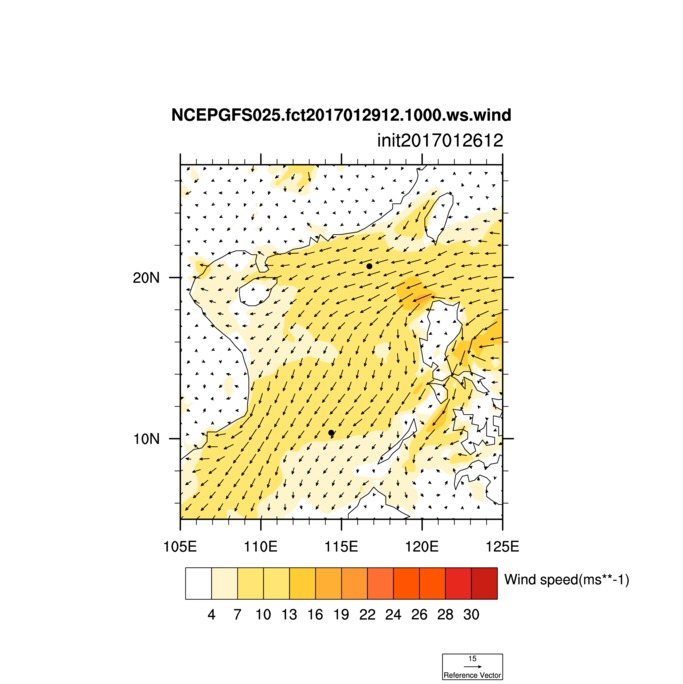 NCEPGFS025.fct2017012912.1000.ws.wind
init2017012612
20N
10N
105E 110E 115E 120E 125E
Wind speed(ms**-1)
4 7 10 13 16 19 22 24 26 28 30
15
Reference Vector